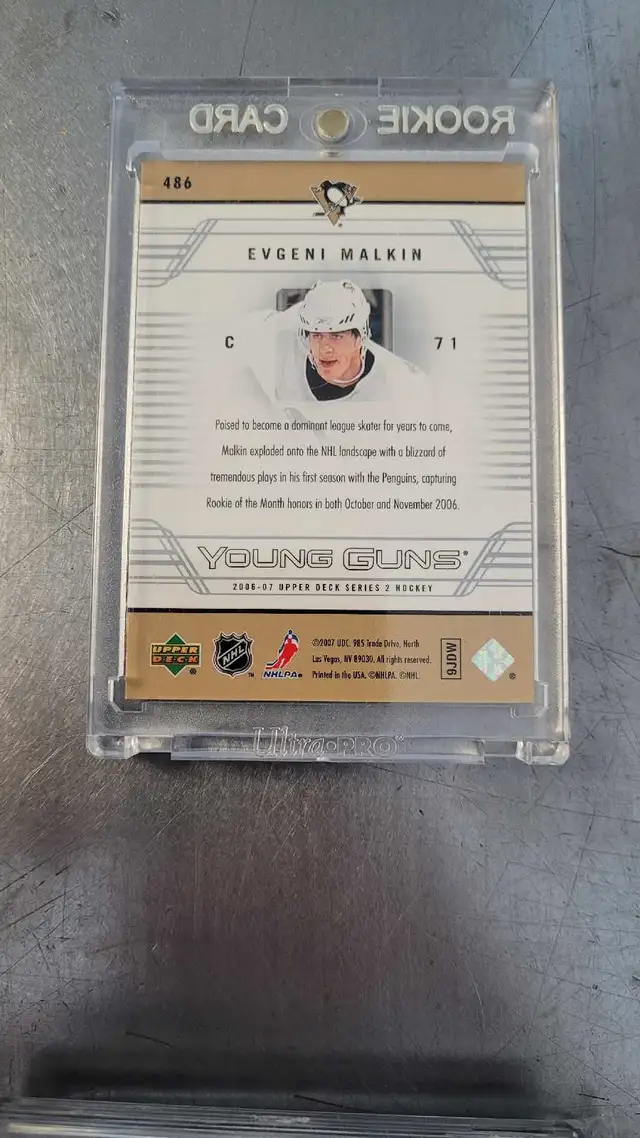 ROOKIE CARD
486
EVGENI MALKIN
C 71
Poised to become a dominant league skater for years to come,
Malkin exploded onto the NHL landscape with a blizzard of
tremendous plays in his first season with the Penguins, capturing
Rookie of the Month honors in both October and November 2006.
YOUNG GUNS®
2006-07 UPPER DECK SERIES 2 HOCKEY
UPPER DECK®
NHL™
NHLPA®
©2007 UDC. 985 Trade Drive, North
Las Vegas, NV 89030. All rights reserved.
Printed in the USA. ©NHLPA. ©NHL.
9JDW
®
Ultra•PRO®